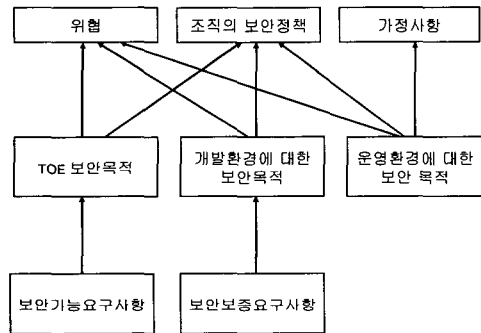 위협
조직의 보안정책
가정사항
TOE 보안목적
개발환경에 대한
보안목적
운영환경에 대한
보안 목적
보안기능요구사항
보안보증요구사항